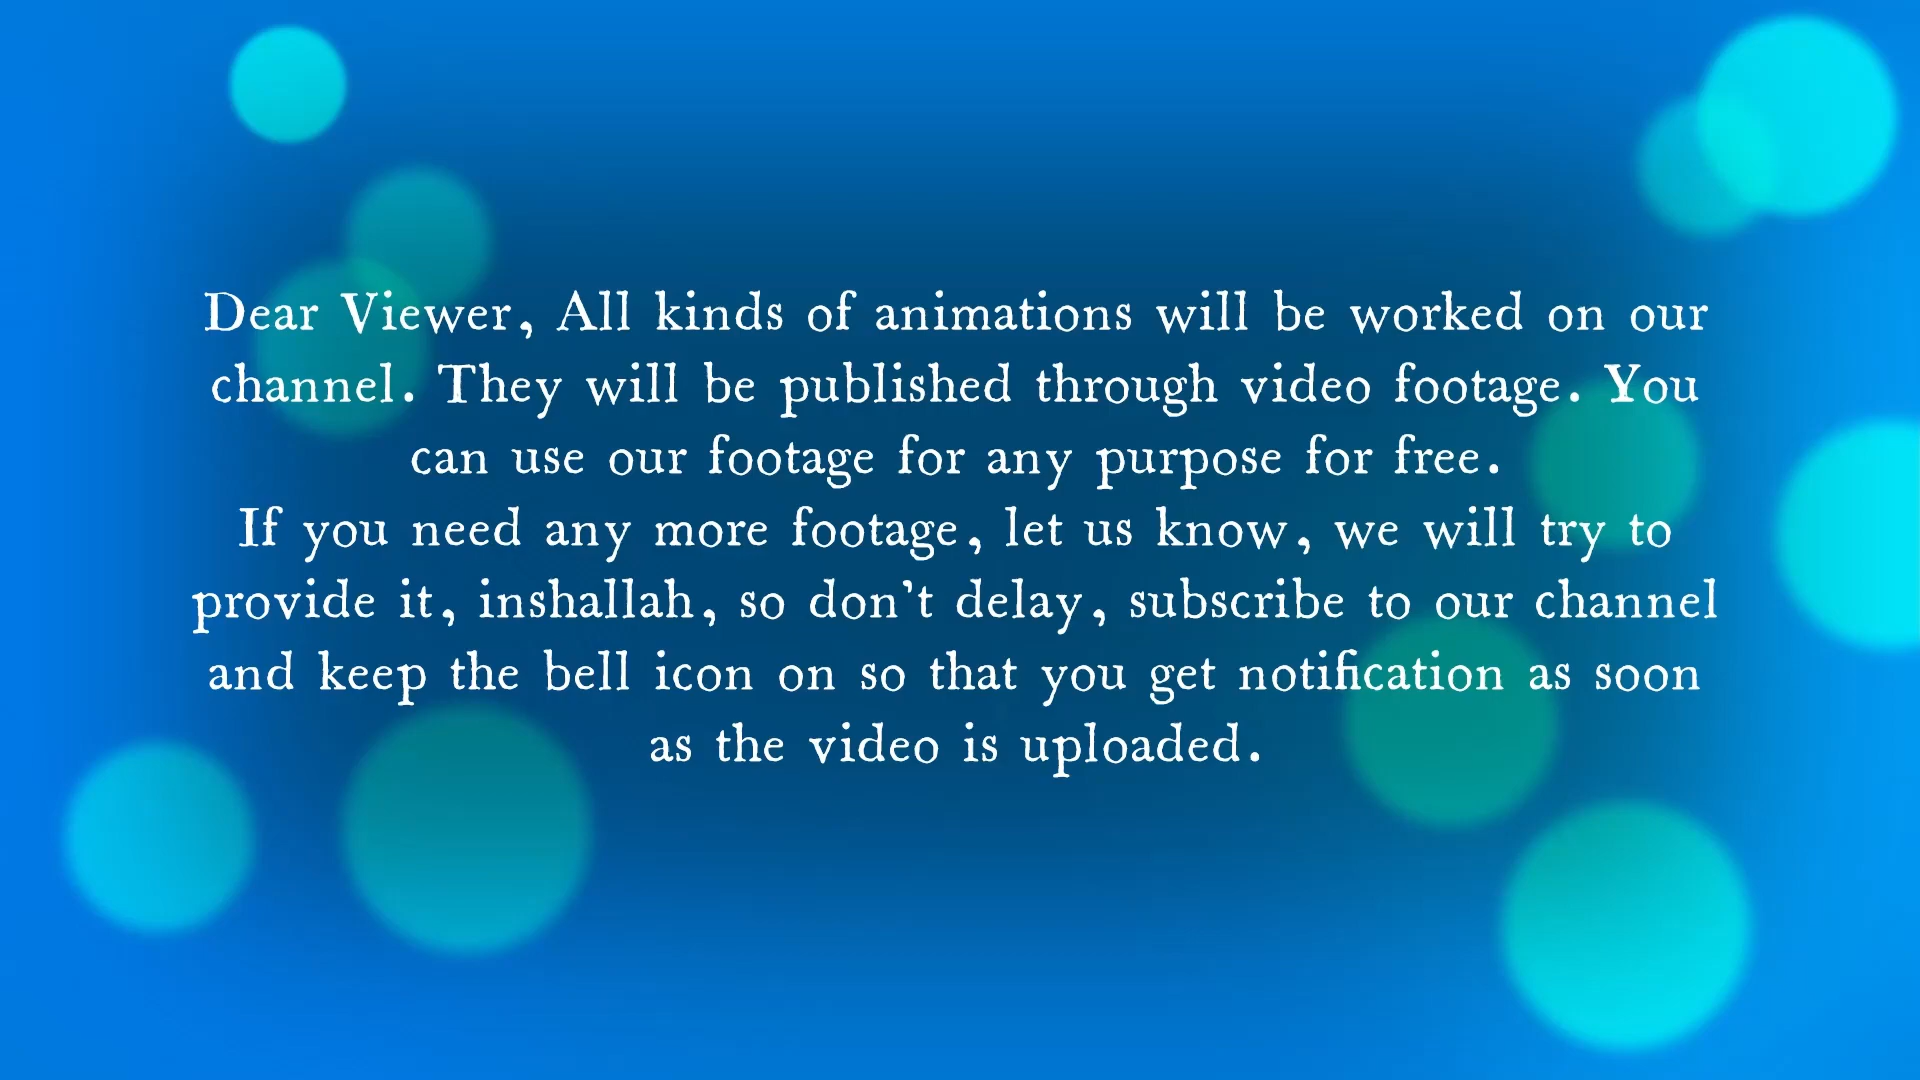 Dear Viewer, All kinds of animations will be worked on our
channel. They will be published through video footage. You
can use our footage for any purpose for free.
If you need any more footage, let us know, we will try to
provide it, inshallah, so don't delay, subscribe to our channel
and keep the bell icon on so that you get notification as soon
as the video is uploaded.